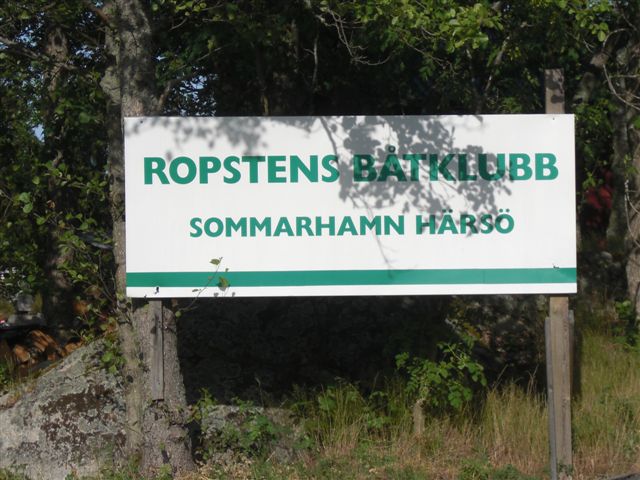 ROPSTENS BÅTKLUBB
SOMMARHAMN HÄRSÖ